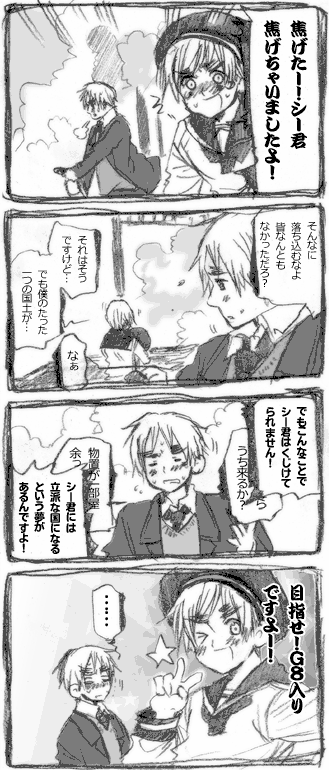 焦げたー!シー君
焦げちゃいましたよ!
そんなに
落ち込むなよ
皆なんとも
なかっただろ?
それはそう
ですけど…
でも僕のたった
一つの国土が…
なぁ
でもこんなことで
シー君はくじけて
られません!
ら
うち来るか?
物置が一部屋
余っ
シー君には
立派な国になる
という夢が
あるんですよ!
目指せ!G8入り
ですよー!
……